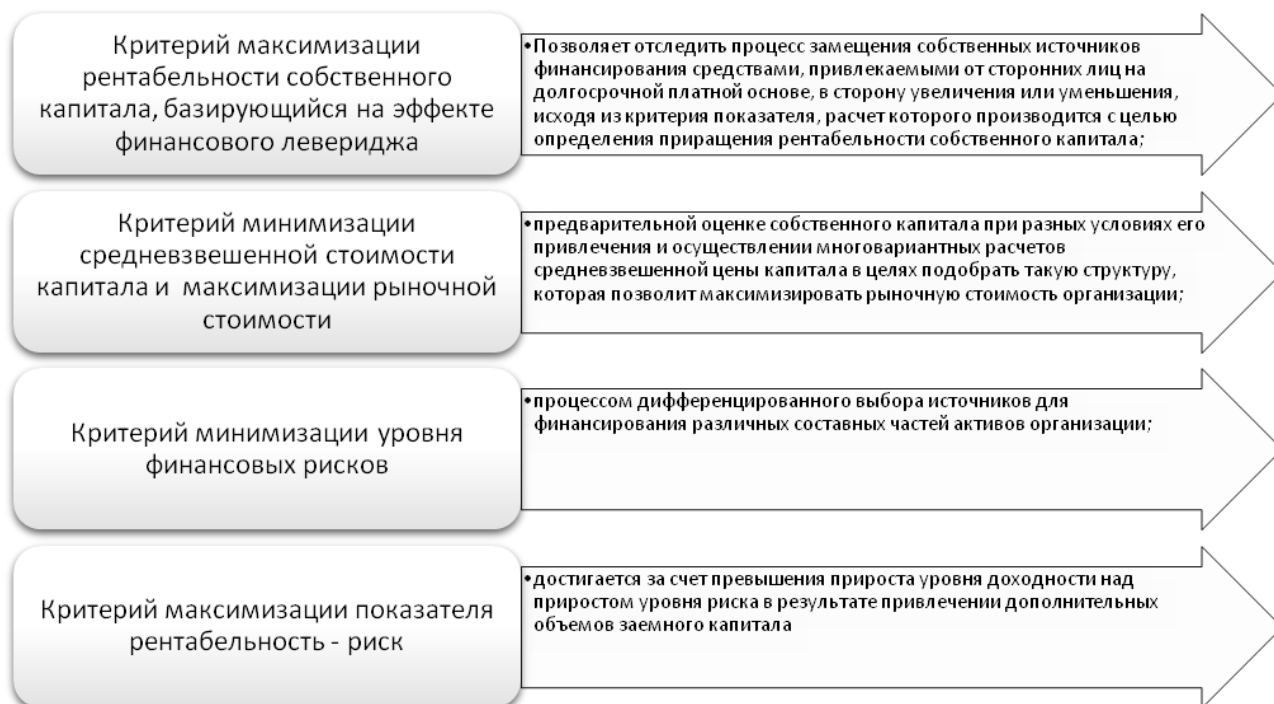 Критерий максимизации
рентабельности собственного
капитала, базирующийся на эффекте
финансового левериджа
•Позволяет отследить процесс замещения собственных источников
финансирования средствами, привлекаемыми от сторонних лиц на
долгосрочной платной основе, в сторону увеличения или уменьшения,
исходя из критерия показателя, расчет которого производится с целью
определения приращения рентабельности собственного капитала;
Критерий минимизации
средневзвешенной стоимости
капитала и максимизации рыночной
стоимости
•предварительной оценке собственного капитала при разных условиях его
привлечения и осуществлении многовариантных расчетов
средневзвешенной цены капитала в целях подобрать такую структуру,
которая позволит максимизировать рыночную стоимость организации;
Критерий минимизации уровня
финансовых рисков
•процессом дифференцированного выбора источников для
финансирования различных составных частей активов организации;
Критерий максимизации показателя
рентабельность - риск
•достигается за счет превышения прироста уровня доходности над
приростом уровня риска в результате привлечении дополнительных
объемов заемного капитала